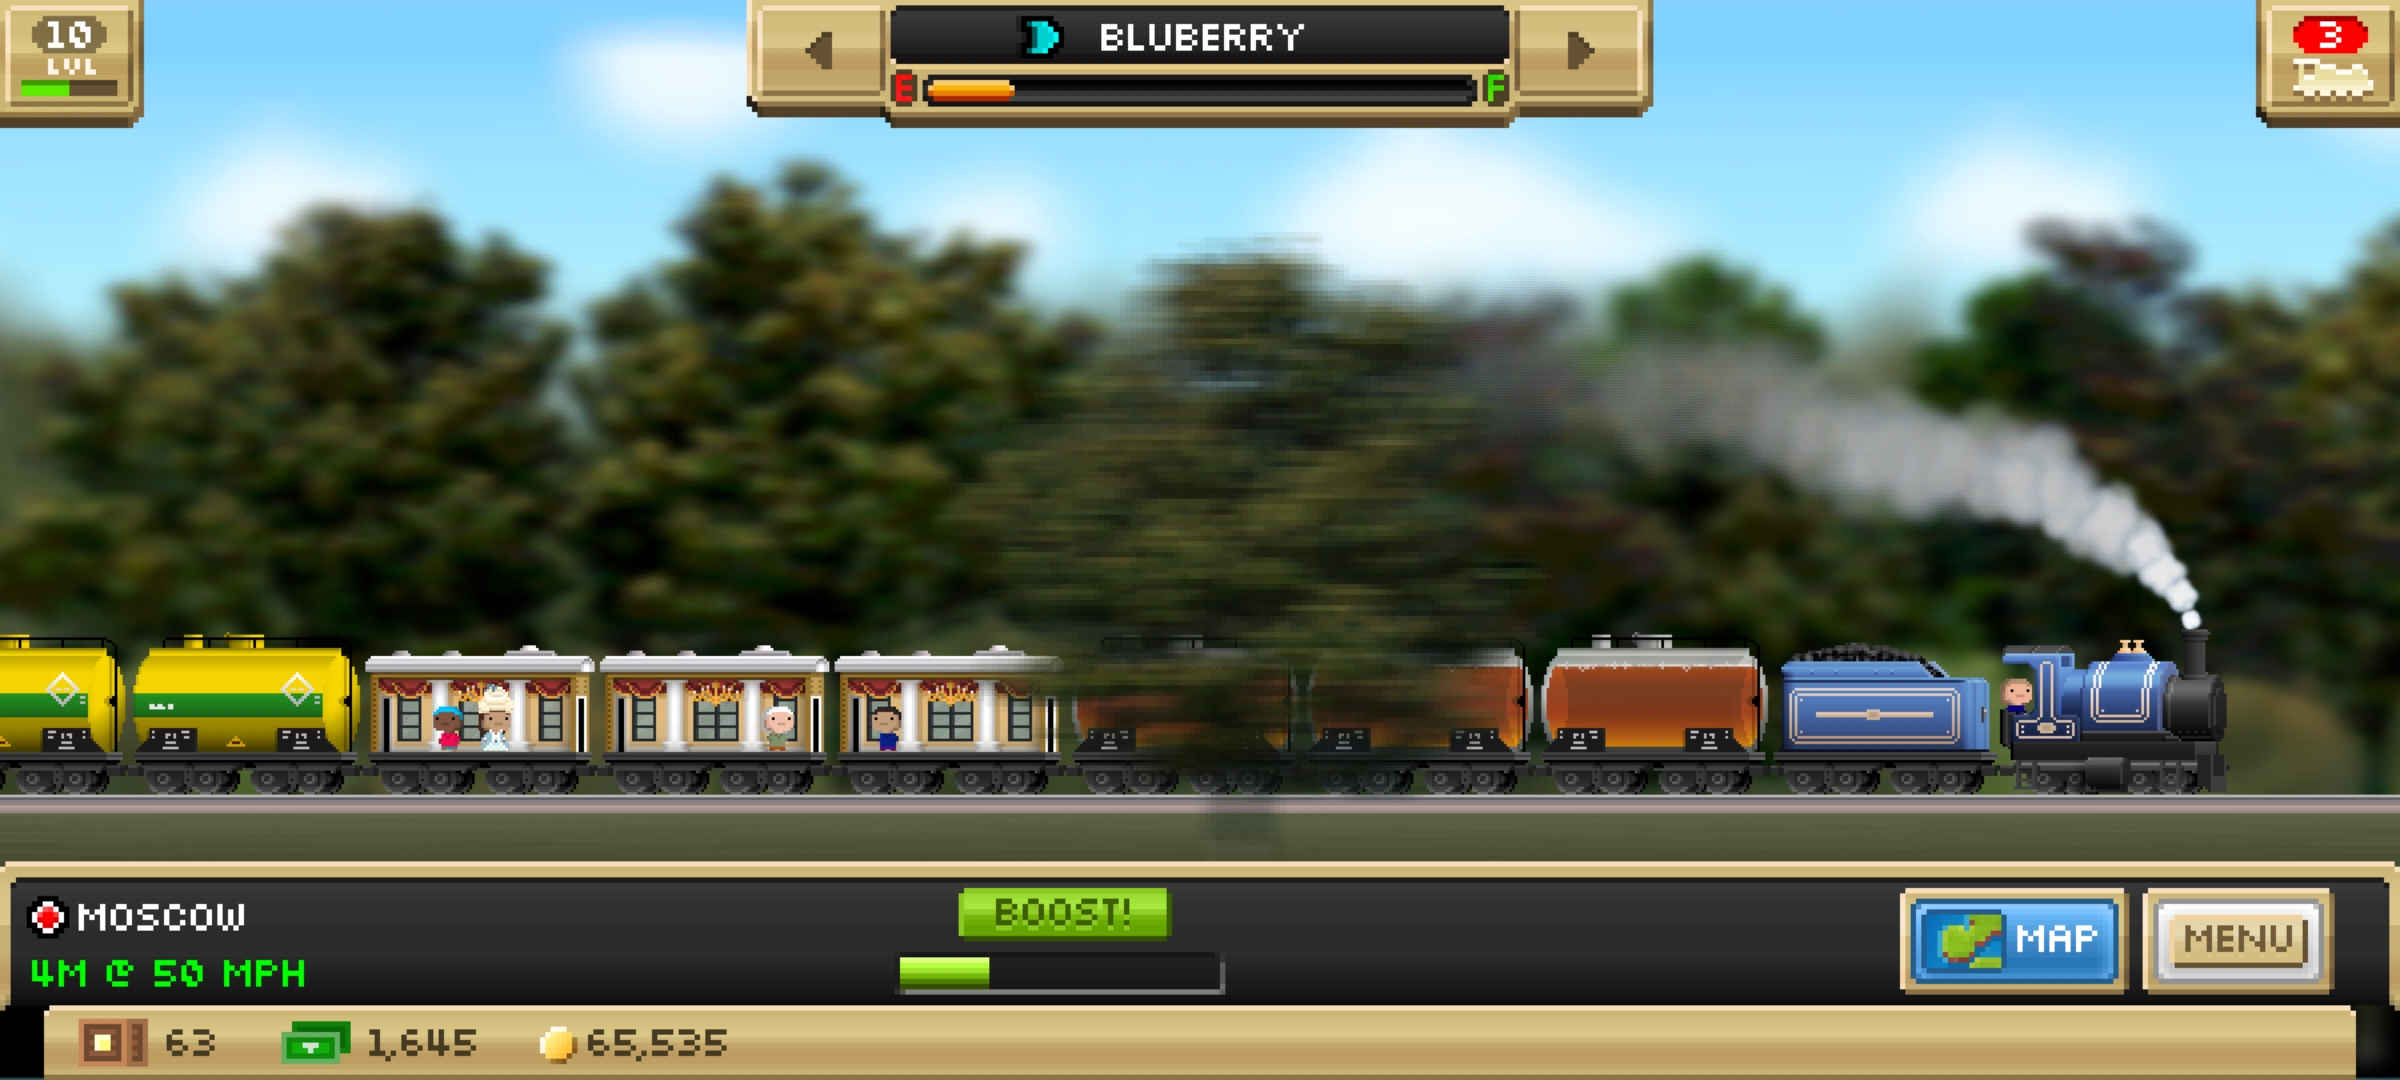 10
LVL
BLUBERRY
E F
3
MOSCOW
4M @ 50 MPH
BOOST!
MAP
MENU
63
1,645
65,535